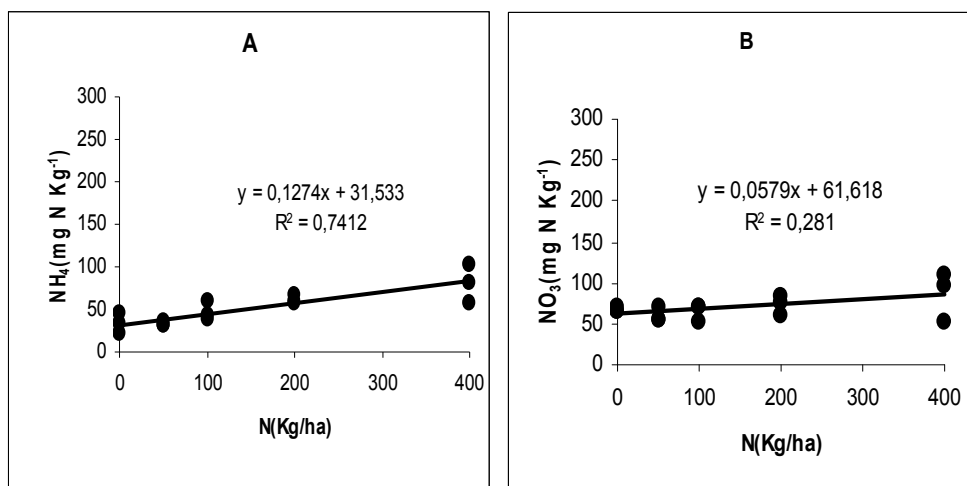 A
300
250
200
150
100
50
0
NH₄(mg N Kg⁻¹)
y = 0,1274x + 31,533
R² = 0,7412
0 100 200 300 400
N(Kg/ha)
B
300
250
200
150
100
50
0
NO₃(mg N Kg⁻¹)
y = 0,0579x + 61,618
R² = 0,281
0 100 200 300 400
N(Kg/ha)